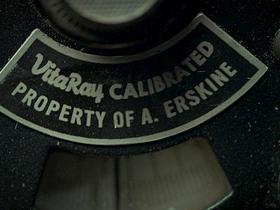 VitaRay CALIBRATED
PROPERTY OF A. ERSKINE